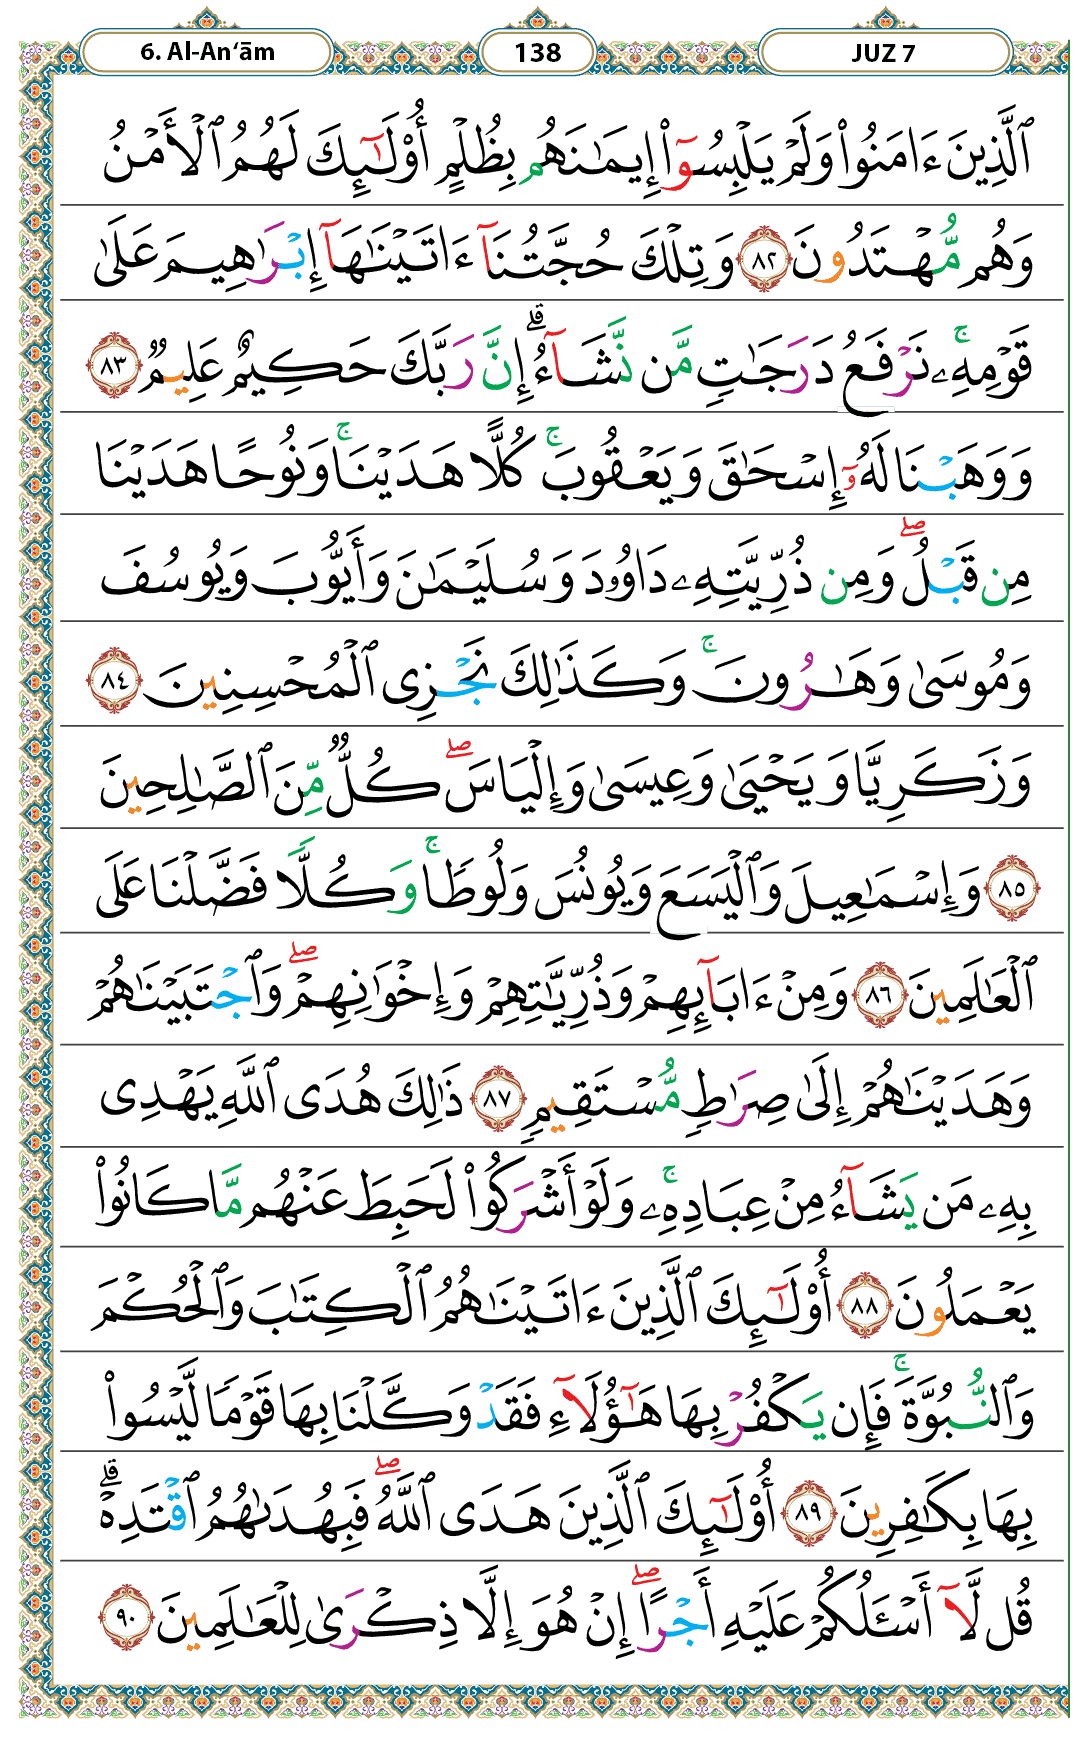 6. Al-An‘ām 138 JUZ 7
ٱلَّذِينَ ءَامَنُوا۟ وَلَمْ يَلْبِسُوٓا۟ إِيمَـٰنَهُم بِظُلْمٍ أُو۟لَـٰٓئِكَ لَهُمُ ٱلْأَمْنُ
وَهُم مُّهْتَدُونَ ٨٢ وَتِلْكَ حُجَّتُنَآ ءَاتَيْنَـٰهَآ إِبْرَٰهِيمَ عَلَىٰ
قَوْمِهِۦ ۚ نَرْفَعُ دَرَجَـٰتٍ مَّن نَّشَآءُ ۗ إِنَّ رَبَّكَ حَكِيمٌ عَلِيمٌ ٨٣
وَوَهَبْنَا لَهُۥٓ إِسْحَـٰقَ وَيَعْقُوبَ ۚ كُلًّا هَدَيْنَا ۚ وَنُوحًا هَدَيْنَا
مِن قَبْلُ ۖ وَمِن ذُرِّيَّتِهِۦ دَاوُۥدَ وَسُلَيْمَـٰنَ وَأَيُّوبَ وَيُوسُفَ
وَمُوسَىٰ وَهَـٰرُونَ ۚ وَكَذَٰلِكَ نَجْزِى ٱلْمُحْسِنِينَ ٨٤
وَزَكَرِيَّا وَيَحْيَىٰ وَعِيسَىٰ وَإِلْيَاسَ ۖ كُلٌّ مِّنَ ٱلصَّـٰلِحِينَ
٨٥ وَإِسْمَـٰعِيلَ وَٱلْيَسَعَ وَيُونُسَ وَلُوطًا ۚ وَكُلًّا فَضَّلْنَا عَلَى
ٱلْعَـٰلَمِينَ ٨٦ وَمِنْ ءَابَآئِهِمْ وَذُرِّيَّـٰتِهِمْ وَإِخْوَٰنِهِمْ ۖ وَٱجْتَبَيْنَـٰهُمْ
وَهَدَيْنَـٰهُمْ إِلَىٰ صِرَٰطٍ مُّسْتَقِيمٍ ٨٧ ذَٰلِكَ هُدَى ٱللَّهِ يَهْدِى
بِهِۦ مَن يَشَآءُ مِنْ عِبَادِهِۦ ۚ وَلَوْ أَشْرَكُوا۟ لَحَبِطَ عَنْهُم مَّا كَانُوا۟
يَعْمَلُونَ ٨٨ أُو۟لَـٰٓئِكَ ٱلَّذِينَ ءَاتَيْنَـٰهُمُ ٱلْكِتَـٰبَ وَٱلْحُكْمَ
وَٱلنُّبُوَّةَ ۚ فَإِن يَكْفُرْ بِهَا هَـٰٓؤُلَآءِ فَقَدْ وَكَّلْنَا بِهَا قَوْمًا لَّيْسُوا۟
بِهَا بِكَـٰفِرِينَ ٨٩ أُو۟لَـٰٓئِكَ ٱلَّذِينَ هَدَى ٱللَّهُ ۖ فَبِهُدَىٰهُمُ ٱقْتَدِهْ ۗ
قُل لَّآ أَسْـَٔلُكُمْ عَلَيْهِ أَجْرًا ۖ إِنْ هُوَ إِلَّا ذِكْرَىٰ لِلْعَـٰلَمِينَ ٩٠